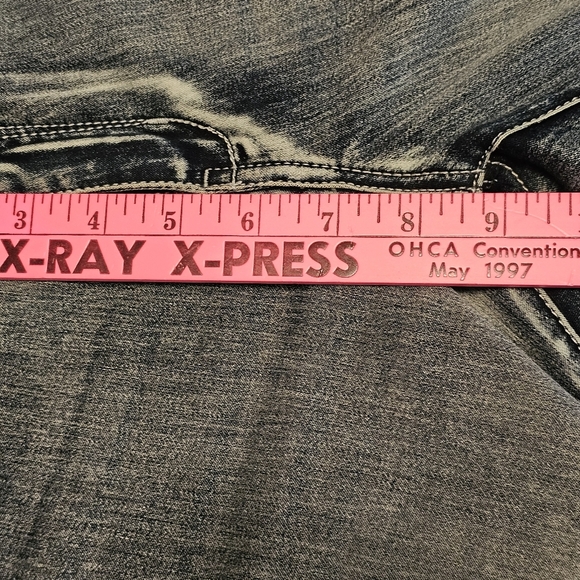 3 4 5 6 7 8 9
X-RAY X-PRESS OHCA Convention
May 1997